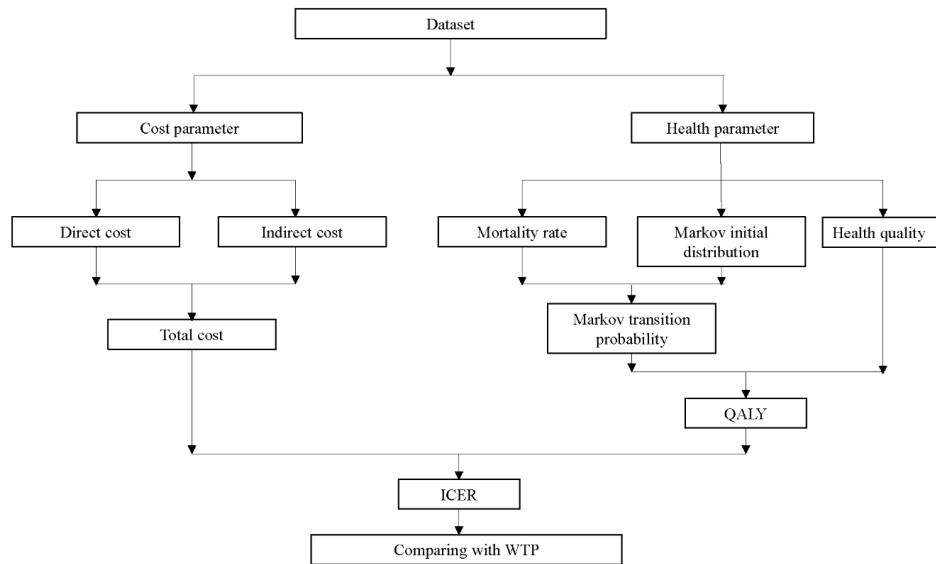 Dataset
Cost parameter
Health parameter
Direct cost
Indirect cost
Mortality rate
Markov initial
distribution
Health quality
Total cost
Markov transition
probability
QALY
ICER
Comparing with WTP